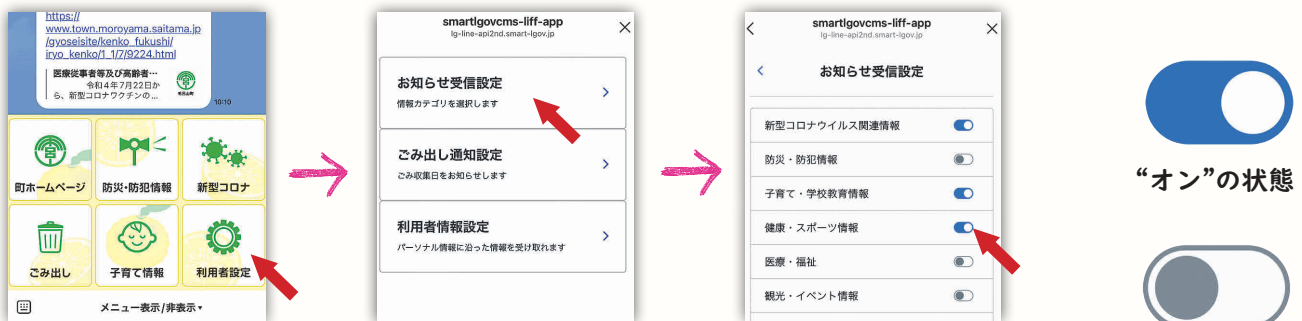 https://
www.town.moroyama.saitama.jp
/gyoseisite/kenko_fukushi/
iryo_kenko/1_1/7/9224.html
医療従事者等及び高齢者…
令和4年7月22日か
ら、新型コロナワクチンの...
毛呂山町
10:10
町ホームページ
防災・防犯情報
新型コロナ
ごみ出し
子育て情報
利用者設定
メニュー表示/非表示▾
smartlgovcms-liff-app
lg-line-api2nd.smart-lgov.jp
お知らせ受信設定
情報カテゴリを選択します
ごみ出し通知設定
ごみ収集日をお知らせします
利用者情報設定
パーソナル情報に沿った情報を受け取れます
smartlgovcms-liff-app
lg-line-api2nd.smart-lgov.jp
お知らせ受信設定
新型コロナウイルス関連情報
防災・防犯情報
子育て・学校教育情報
健康・スポーツ情報
医療・福祉
観光・イベント情報
“オン”の状態